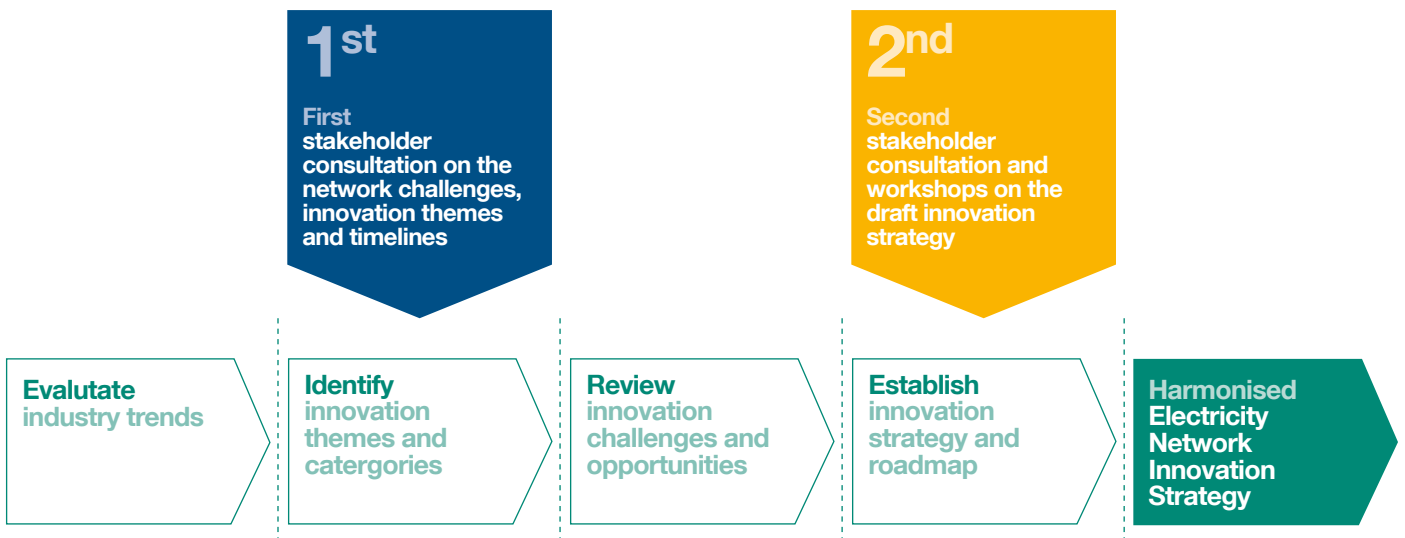 1st
First
stakeholder
consultation on the
network challenges,
innovation themes
and timelines
2nd
Second
stakeholder
consultation and
workshops on the
draft innovation
strategy
Evalutate
industry trends
Identify
innovation
themes and
catergories
Review
innovation
challenges and
opportunities
Establish
innovation
strategy and
roadmap
Harmonised
Electricity
Network
Innovation
Strategy